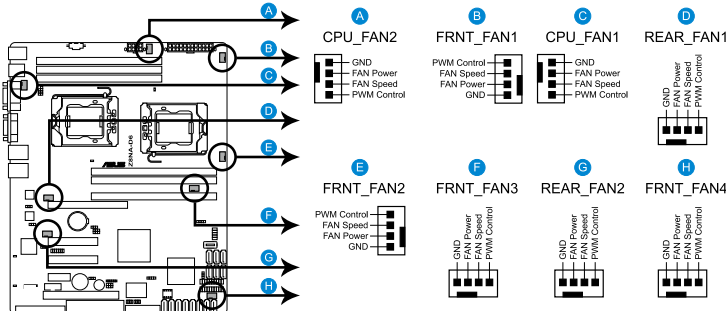 A
B
C
D
E
F
G
H
ASUS
Z8NA-D6
A
CPU_FAN2
GND
FAN Power
FAN Speed
PWM Control
B
FRNT_FAN1
PWM Control
FAN Speed
FAN Power
GND
C
CPU_FAN1
GND
FAN Power
FAN Speed
PWM Control
D
REAR_FAN1
GND
FAN Power
FAN Speed
PWM Control
E
FRNT_FAN2
PWM Control
FAN Speed
FAN Power
GND
F
FRNT_FAN3
GND
FAN Power
FAN Speed
PWM Control
G
REAR_FAN2
GND
FAN Power
FAN Speed
PWM Control
H
FRNT_FAN4
GND
FAN Power
FAN Speed
PWM Control